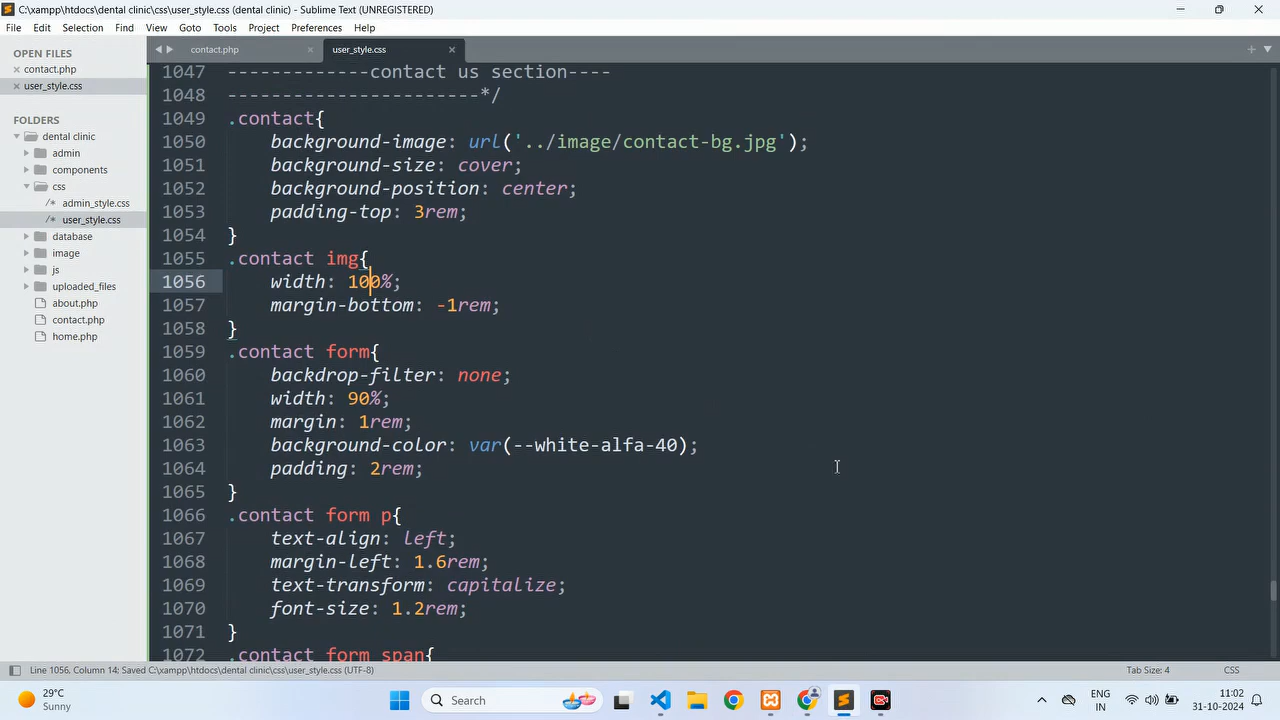 C:\xampp\htdocs\dental clinic\css\user_style.css (dental clinic) - Sublime Text (UNREGISTERED)
File Edit Selection Find View Goto Tools Project Preferences Help
OPEN FILES
contact.php
user_style.css
FOLDERS
dental clinic
admin
components
css
admin_style.css
user_style.css
database
image
js
uploaded_files
about.php
contact.php
home.php
contact.php user_style.css
1047 -------------contact us section----
1048 -----------------------*/
1049 .contact{
1050 background-image: url('../image/contact-bg.jpg');
1051 background-size: cover;
1052 background-position: center;
1053 padding-top: 3rem;
1054 }
1055 .contact img{
1056 width: 100%;
1057 margin-bottom: -1rem;
1058 }
1059 .contact form{
1060 backdrop-filter: none;
1061 width: 90%;
1062 margin: 1rem;
1063 background-color: var(--white-alfa-40);
1064 padding: 2rem;
1065 }
1066 .contact form p{
1067 text-align: left;
1068 margin-left: 1.6rem;
1069 text-transform: capitalize;
1070 font-size: 1.2rem;
1071 }
1072 .contact form span{
Line 1056, Column 14; Saved C:\xampp\htdocs\dental clinic\css\user_style.css (UTF-8) Tab Size: 4 CSS
29°C
Sunny
Search
ENG
IN
11:02
31-10-2024